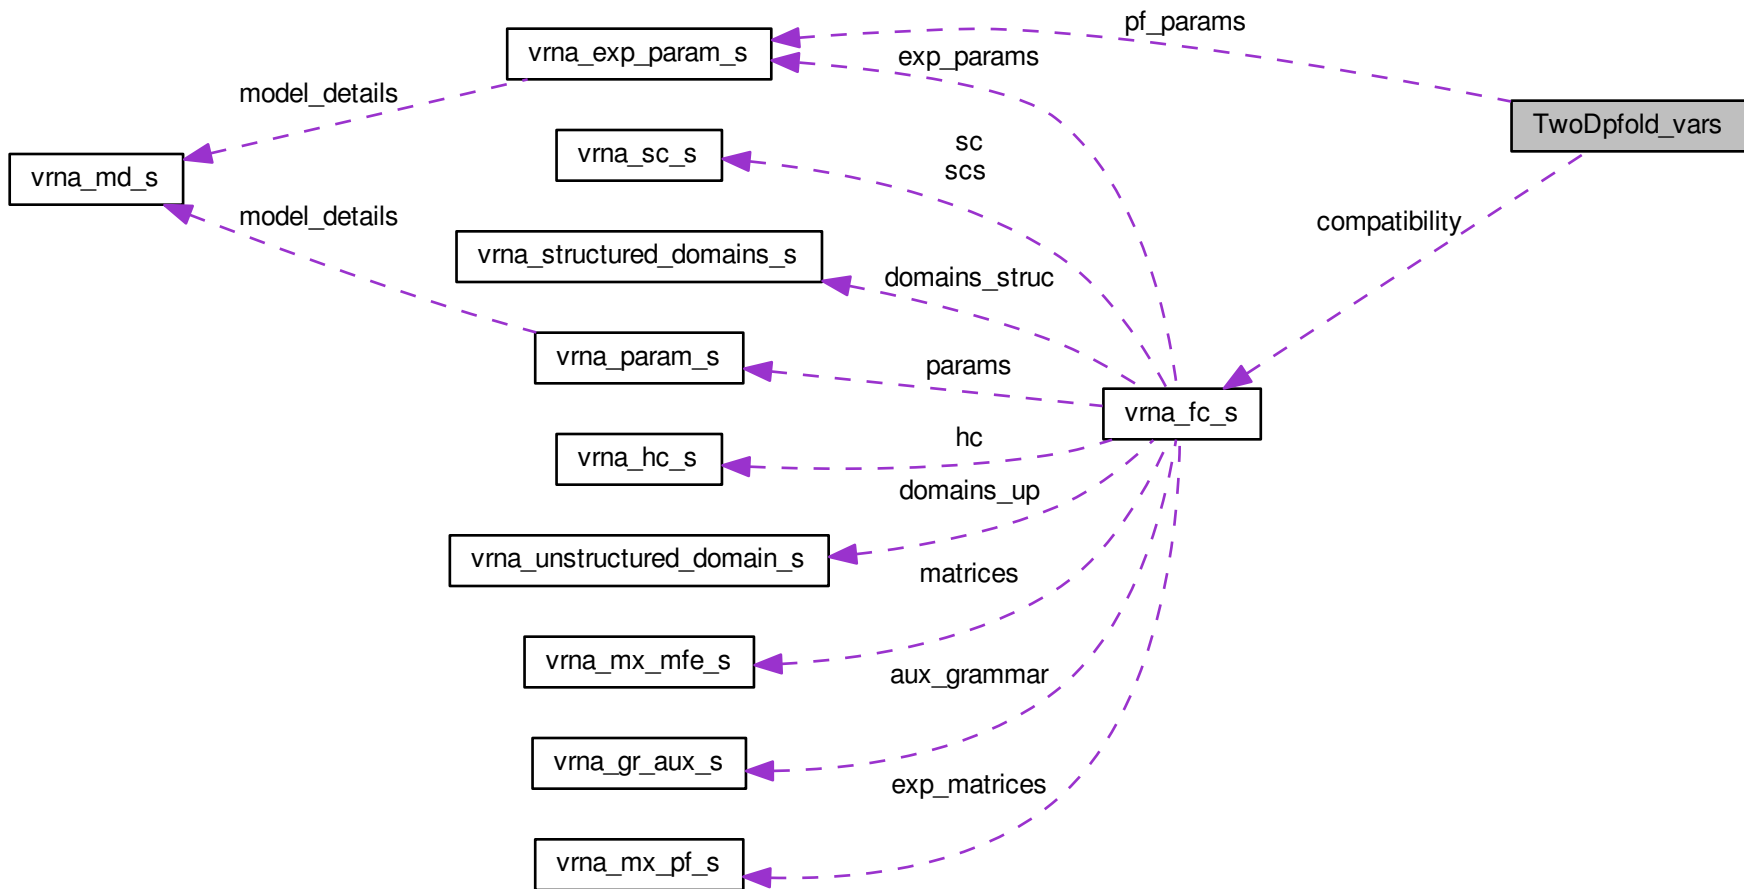 pf_params
vrna_exp_param_s
exp_params
model_details
TwoDpfold_vars
sc
vrna_sc_s
scs
vrna_md_s
model_details
compatibility
vrna_structured_domains_s
domains_struc
vrna_param_s
params
vrna_fc_s
hc
vrna_hc_s
domains_up
vrna_unstructured_domain_s
matrices
vrna_mx_mfe_s
aux_grammar
vrna_gr_aux_s
exp_matrices
vrna_mx_pf_s